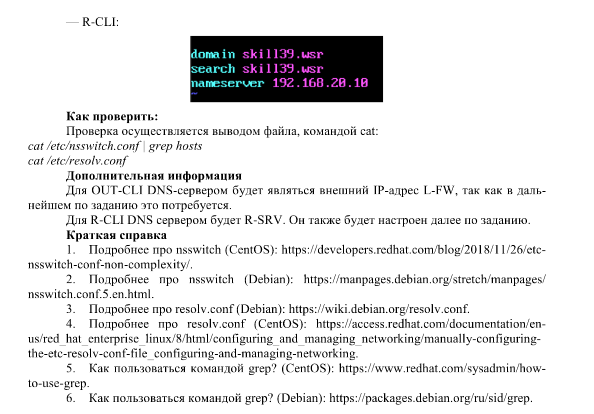 — R-CLI:
domain skill39.wsr
search skill39.wsr
nameserver 192.168.20.10
~
Как проверить:
Проверка осуществляется выводом файла, командой cat:
cat /etc/nsswitch.conf | grep hosts
cat /etc/resolv.conf
Дополнительная информация
Для OUT-CLI DNS-сервером будет являться внешний IP-адрес L-FW, так как в даль-
нейшем по заданию это потребуется.
Для R-CLI DNS сервером будет R-SRV. Он также будет настроен далее по заданию.
Краткая справка
1. Подробнее про nsswitch (CentOS): https://developers.redhat.com/blog/2018/11/26/etc-
nsswitch-conf-non-complexity/.
2. Подробнее про nsswitch (Debian): https://manpages.debian.org/stretch/manpages/
nsswitch.conf.5.en.html.
3. Подробнее про resolv.conf (Debian): https://wiki.debian.org/resolv.conf.
4. Подробнее про resolv.conf (CentOS): https://access.redhat.com/documentation/en-
us/red_hat_enterprise_linux/8/html/configuring_and_managing_networking/manually-configuring-
the-etc-resolv-conf-file_configuring-and-managing-networking.
5. Как пользоваться командой grep? (CentOS): https://www.redhat.com/sysadmin/how-
to-use-grep.
6. Как пользоваться командой grep? (Debian): https://packages.debian.org/ru/sid/grep.